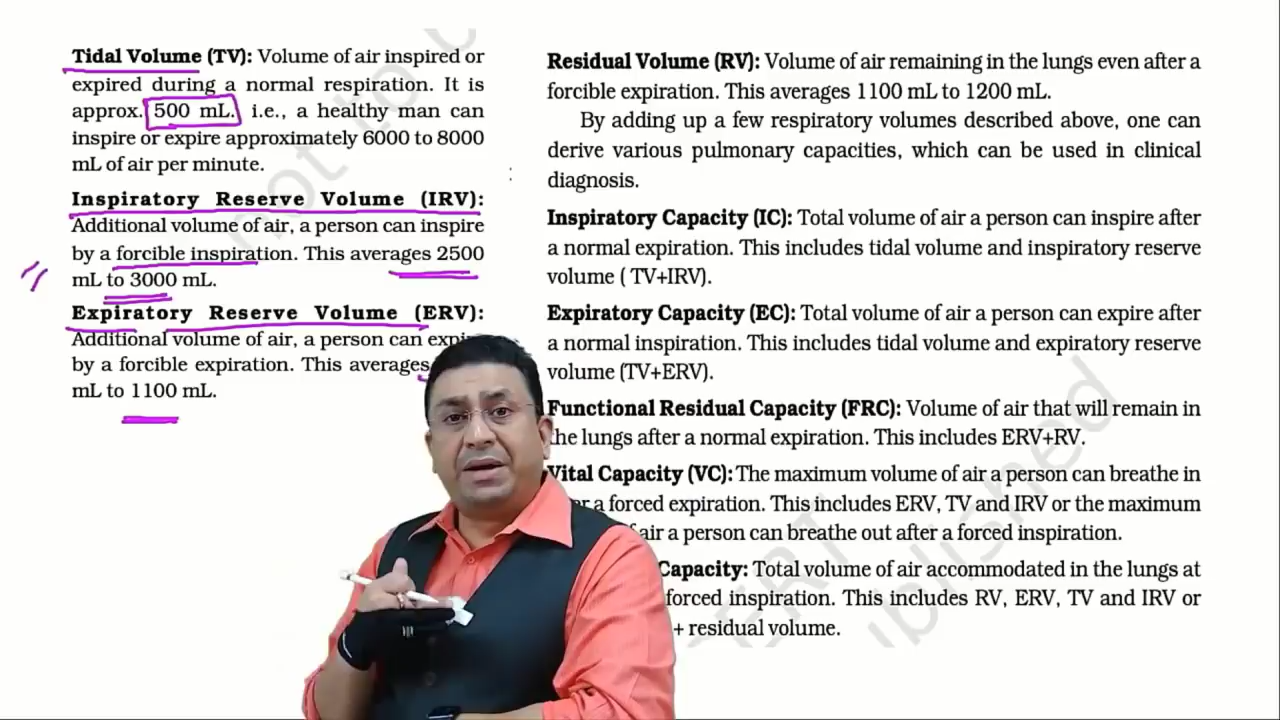 Tidal Volume (TV): Volume of air inspired or
expired during a normal respiration. It is
approx. 500 mL. i.e., a healthy man can
inspire or expire approximately 6000 to 8000
mL of air per minute.
Inspiratory Reserve Volume (IRV):
Additional volume of air, a person can inspire
by a forcible inspiration. This averages 2500
mL to 3000 mL.
Expiratory Reserve Volume (ERV):
Additional volume of air, a person can
by a forcible expiration. This averages
mL to 1100 mL.
Residual Volume (RV): Volume of air remaining in the lungs even after a
forcible expiration. This averages 1100 mL to 1200 mL.
By adding up a few respiratory volumes described above, one can
derive various pulmonary capacities, which can be used in clinical
diagnosis.
Inspiratory Capacity (IC): Total volume of air a person can inspire after
a normal expiration. This includes tidal volume and inspiratory reserve
volume ( TV+IRV).
Expiratory Capacity (EC): Total volume of air a person can expire after
a normal inspiration. This includes tidal volume and expiratory reserve
volume (TV+ERV).
Functional Residual Capacity (FRC): Volume of air that will remain in
the lungs after a normal expiration. This includes ERV+RV.
Vital Capacity (VC): The maximum volume of air a person can breathe in
a forced expiration. This includes ERV, TV and IRV or the maximum
air a person can breathe out after a forced inspiration.
Capacity: Total volume of air accommodated in the lungs at
forced inspiration. This includes RV, ERV, TV and IRV or
+ residual volume.
not to